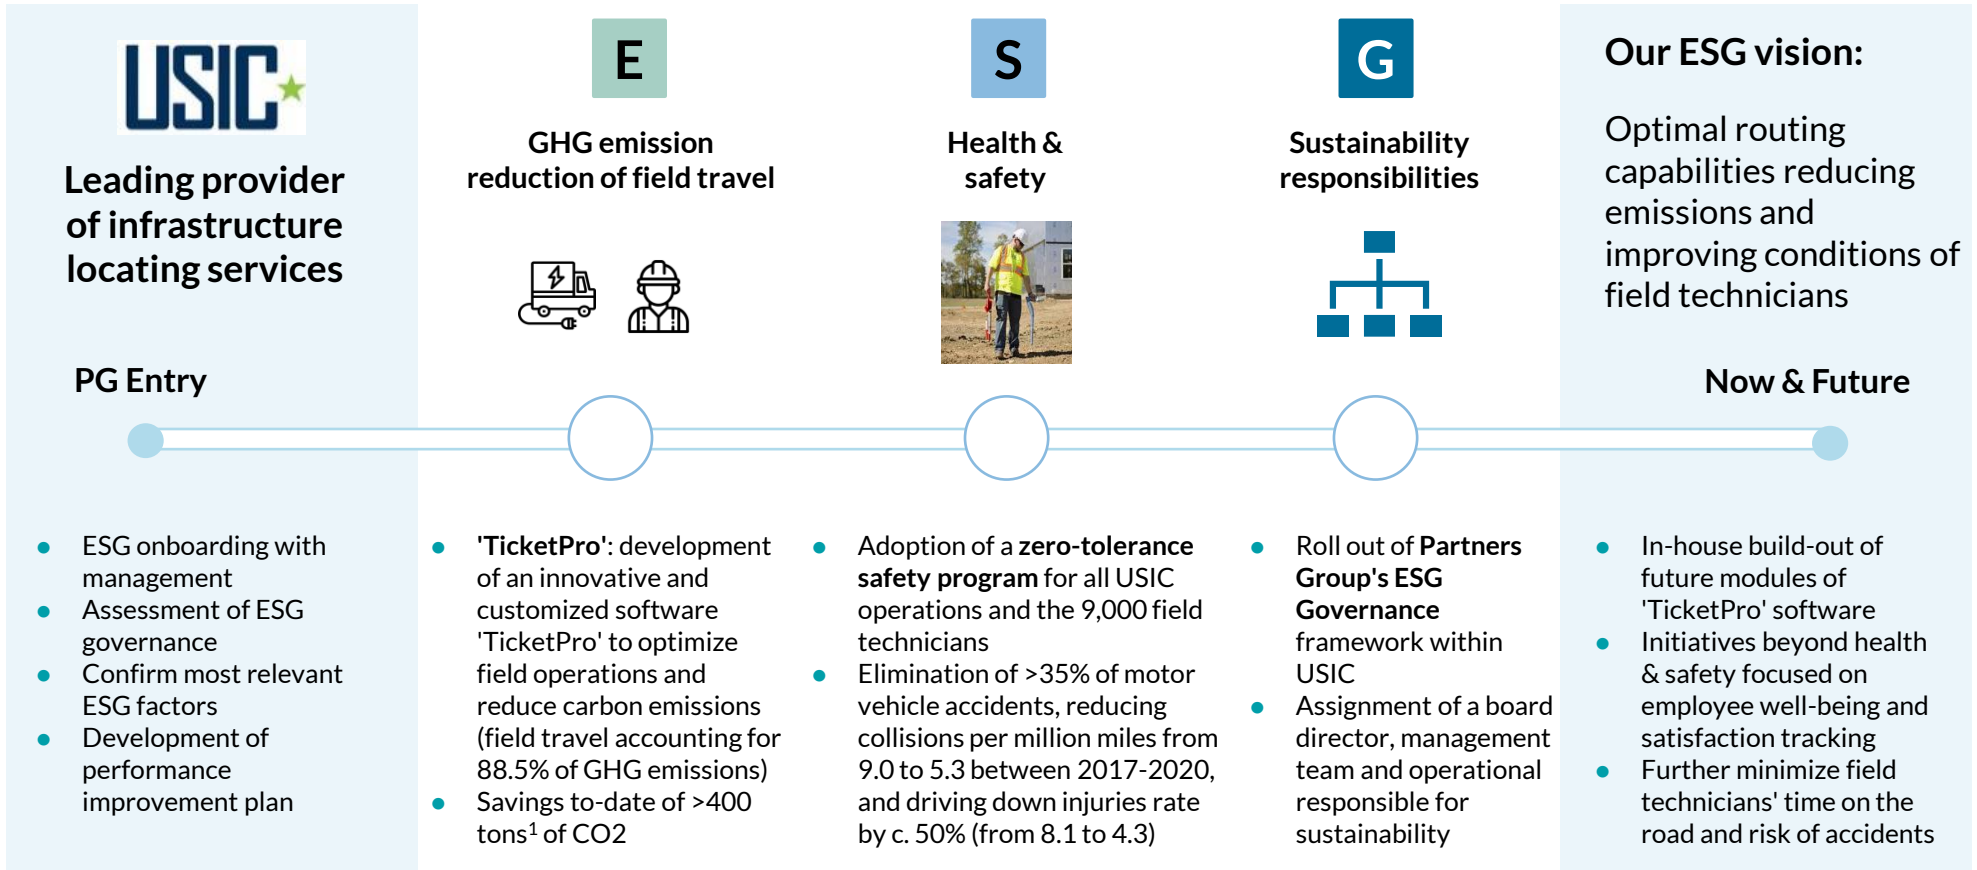 USIC
Leading provider
of infrastructure
locating services
PG Entry
ESG onboarding with
management
Assessment of ESG
governance
Confirm most relevant
ESG factors
Development of
performance
improvement plan
E
GHG emission
reduction of field travel
'TicketPro': development
of an innovative and
customized software
'TicketPro' to optimize
field operations and
reduce carbon emissions
(field travel accounting for
88.5% of GHG emissions)
Savings to-date of >400
tons¹ of CO2
S
Health &
safety
Adoption of a zero-tolerance
safety program for all USIC
operations and the 9,000 field
technicians
Elimination of >35% of motor
vehicle accidents, reducing
collisions per million miles from
9.0 to 5.3 between 2017-2020,
and driving down injuries rate
by c. 50% (from 8.1 to 4.3)
G
Sustainability
responsibilities
Roll out of Partners
Group's ESG
Governance
framework within
USIC
Assignment of a board
director, management
team and operational
responsible for
sustainability
Our ESG vision:
Optimal routing
capabilities reducing
emissions and
improving conditions of
field technicians
Now & Future
In-house build-out of
future modules of
'TicketPro' software
Initiatives beyond health
& safety focused on
employee well-being and
satisfaction tracking
Further minimize field
technicians' time on the
road and risk of accidents